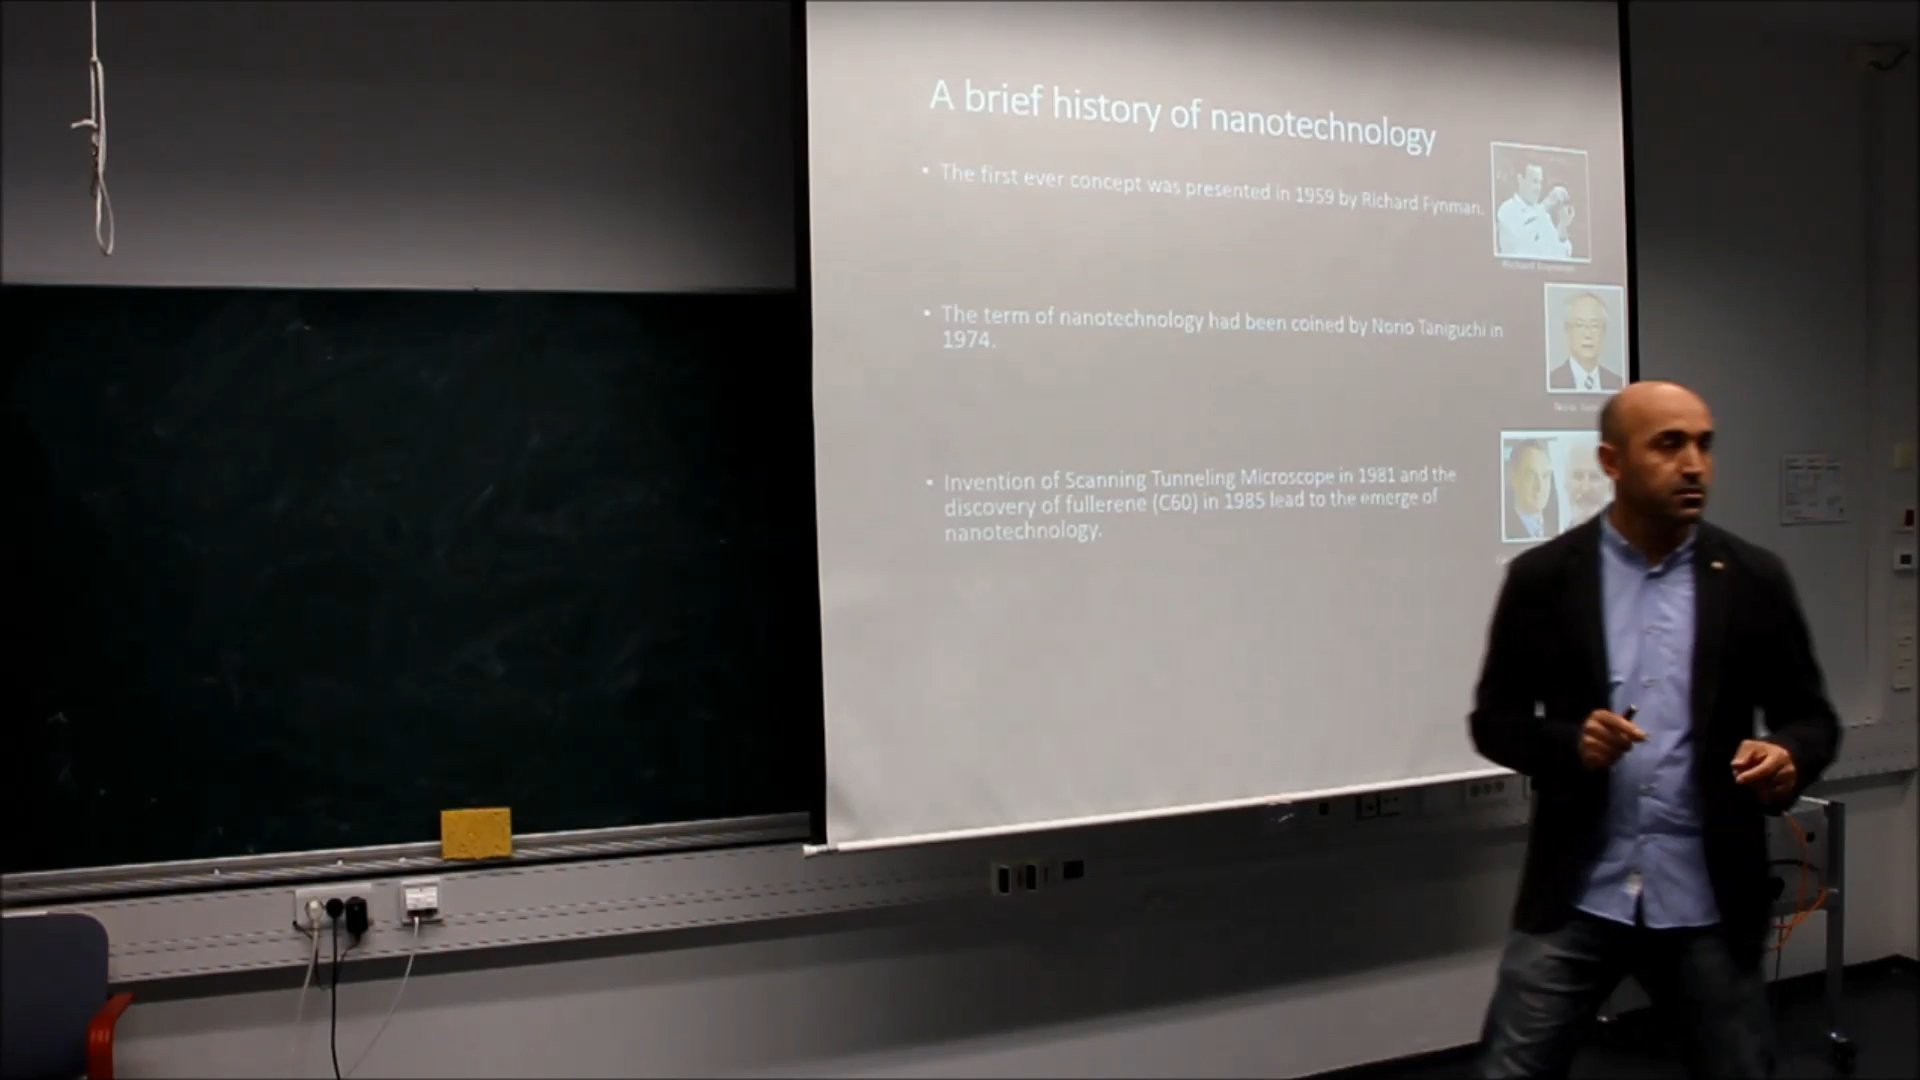 A brief history of nanotechnology
• The first ever concept was presented in 1959 by Richard Fynman.
• The term of nanotechnology had been coined by Norio Taniguchi in
1974.
• Invention of Scanning Tunneling Microscope in 1981 and the
discovery of fullerene (C60) in 1985 lead to the emerge of
nanotechnology.